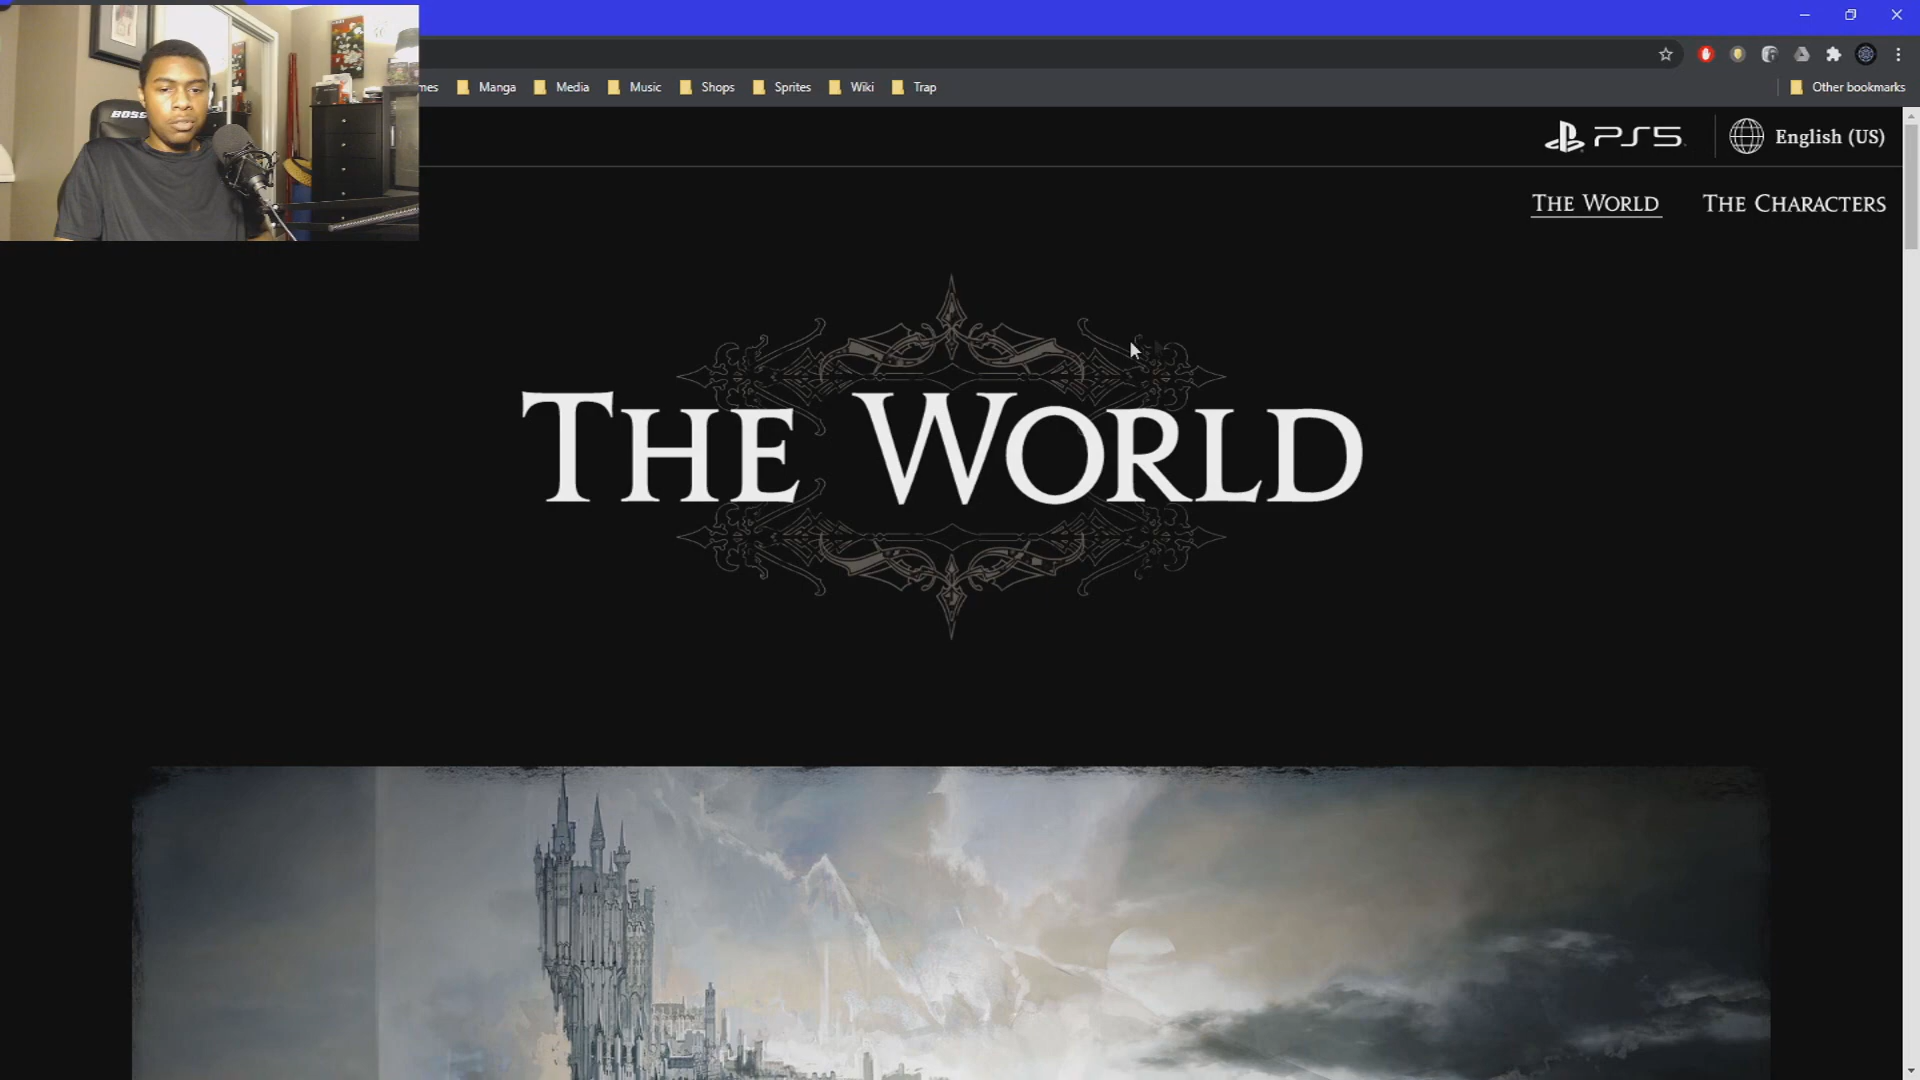 BOSS
mes Manga Media Music Shops Sprites Wiki Trap Other bookmarks
PS5 English (US)
THE WORLD THE CHARACTERS
THE WORLD